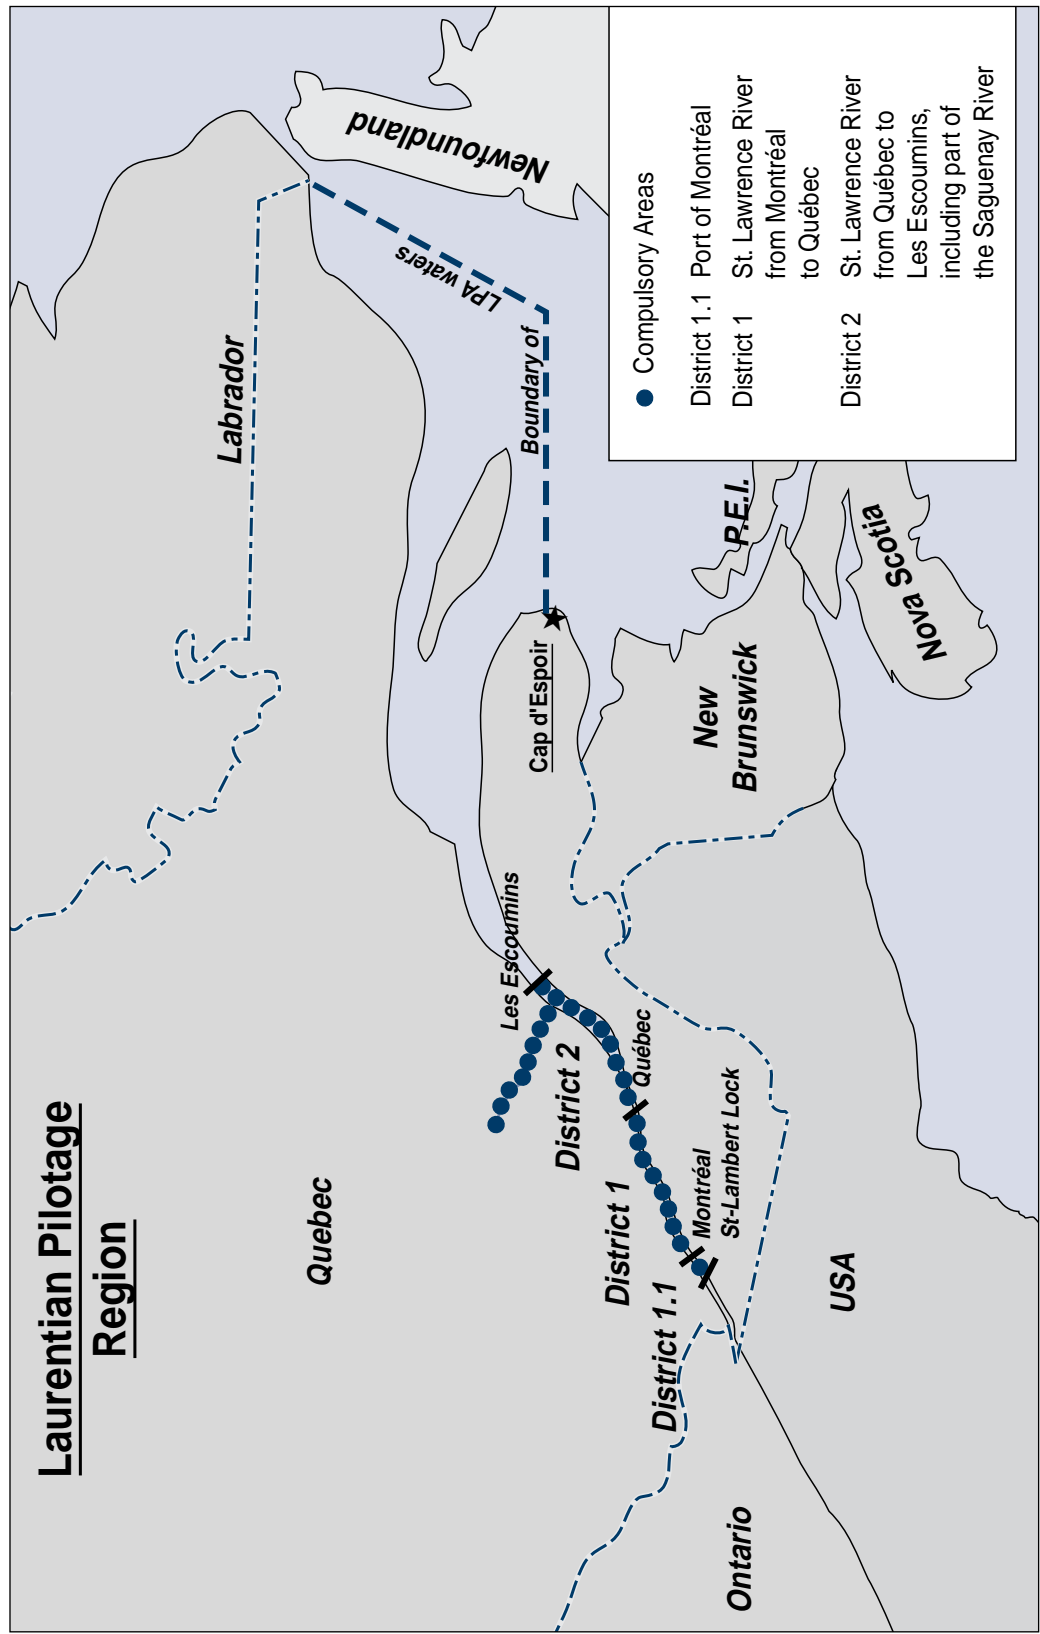 Laurentian Pilotage
Region
Labrador
Newfoundland
Quebec
LPA waters
Boundary of
Les Escoumins
Cap d'Espoir
District 2
Québec
District 1
Montréal
St-Lambert Lock
District 1.1
New
Brunswick
P.E.I.
Nova Scotia
Ontario
USA
Compulsory Areas
District 1.1 Port of Montréal
District 1 St. Lawrence River
from Montréal
to Québec
District 2 St. Lawrence River
from Québec to
Les Escoumins,
including part of
the Saguenay River